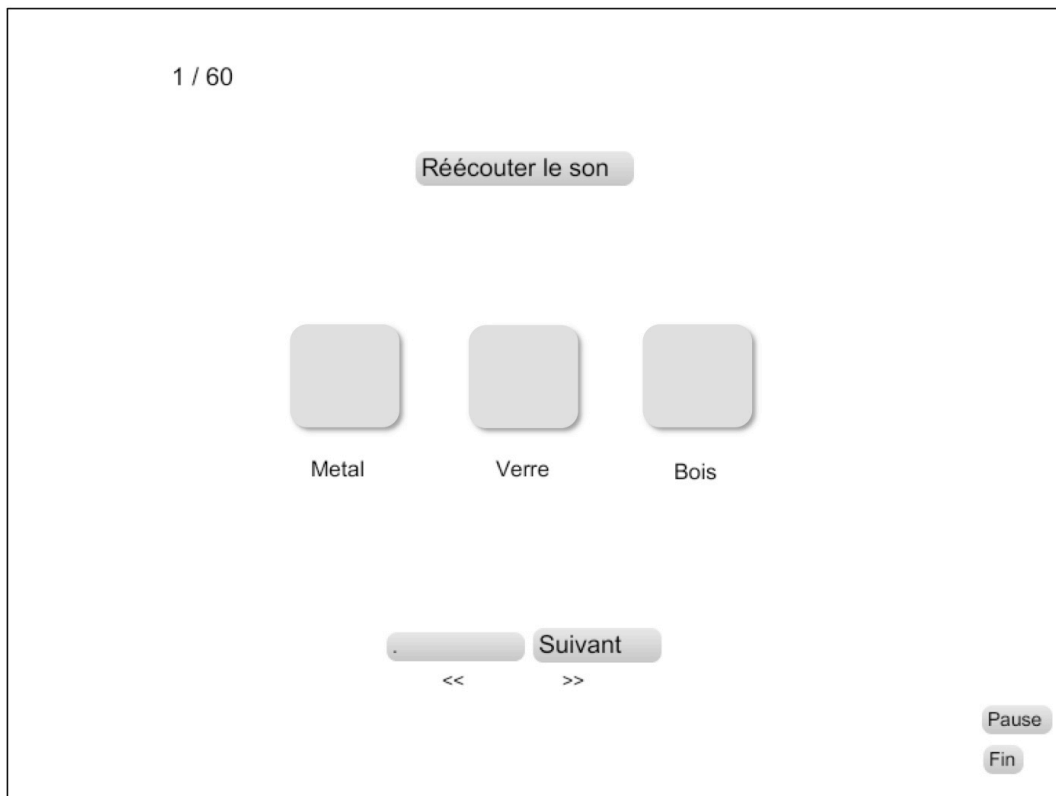 1 / 60
Réécouter le son
Metal Verre Bois
. Suivant
<< >>
Pause
Fin